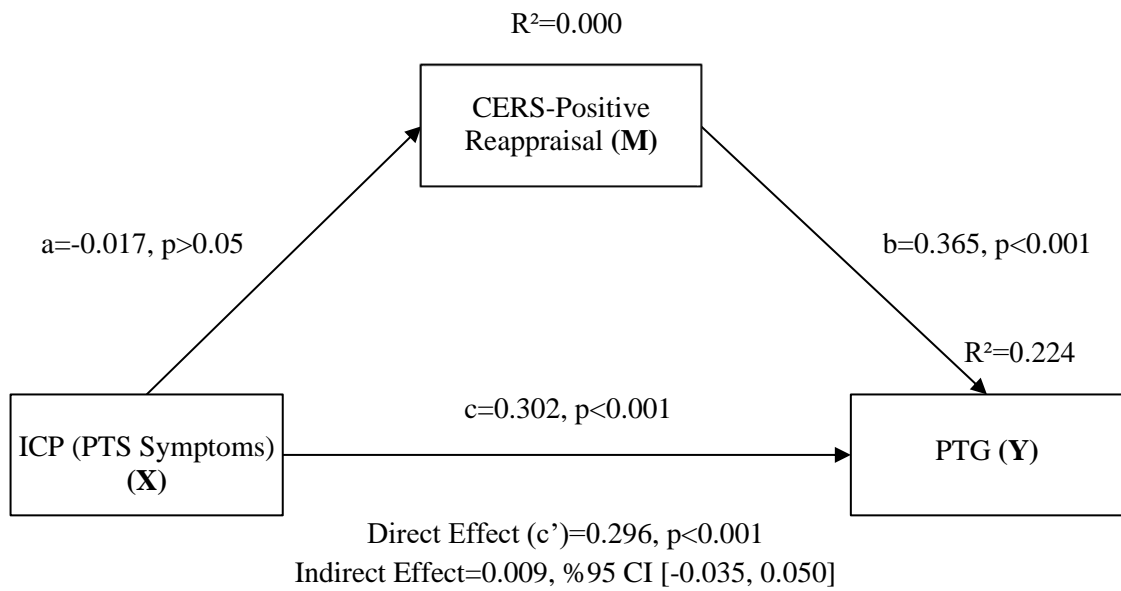 R²=0.000
CERS-Positive
Reappraisal (M)
a=-0.017, p>0.05
b=0.365, p<0.001
R²=0.224
c=0.302, p<0.001
ICP (PTS Symptoms)
(X)
PTG (Y)
Direct Effect (c’)=0.296, p<0.001
Indirect Effect=0.009, %95 CI [-0.035, 0.050]